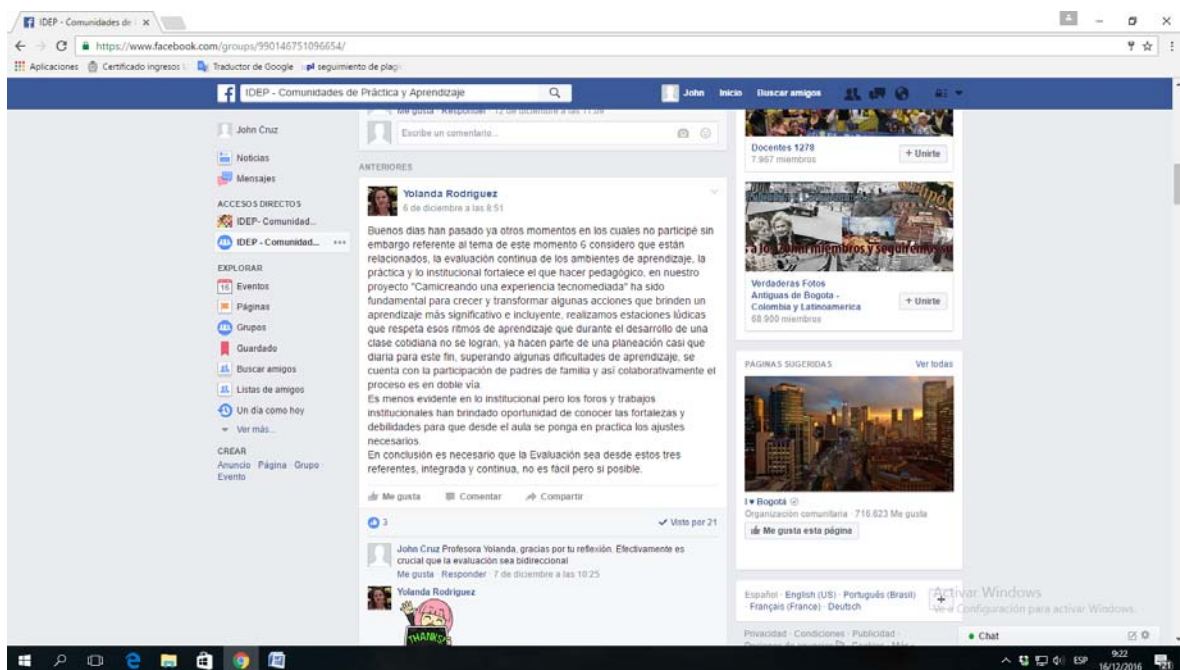 IDEP - Comunidades de
https://www.facebook.com/groups/990146751096654/
Aplicaciones Certificado ingresos Traductor de Google seguimiento de plag
IDEP - Comunidades de Práctica y Aprendizaje
John Inicio Buscar amigos
John Cruz
Noticias
Mensajes
ACCESOS DIRECTOS
IDEP- Comunidad...
IDEP - Comunidad...
EXPLORAR
16 Eventos
Páginas
Grupos
Guardado
Buscar amigos
Listas de amigos
Un día como hoy
Ver más...
CREAR
Anuncio Página Grupo
Evento
Me gusta · Responder · 12 de diciembre a las 11:09
Escribe un comentario...
ANTERIORES
Yolanda Rodriguez
6 de diciembre a las 8:51
Buenos dias han pasado ya otros momentos en los cuales no participé sin
embargo referente al tema de este momento 6 considero que están
relacionados, la evaluación continua de los ambientes de aprendizaje, la
práctica y lo institucional fortalece el que hacer pedagógico, en nuestro
proyecto "Camicreando una experiencia tecnomediada" ha sido
fundamental para crecer y transformar algunas acciones que brinden un
aprendizaje más significativo e incluyente, realizamos estaciones lúdicas
que respeta esos ritmos de aprendizaje que durante el desarrollo de una
clase cotidiana no se logran, ya hacen parte de una planeación casi que
diaria para este fin, superando algunas dificultades de aprendizaje, se
cuenta con la participación de padres de familia y así colaborativamente el
proceso es en doble vía.
Es menos evidente en lo institucional pero los foros y trabajos
institucionales han brindado oportunidad de conocer las fortalezas y
debilidades para que desde el aula se ponga en practica los ajustes
necesarios.
En conclusión es necesario que la Evaluación sea desde estos tres
referentes, integrada y continua, no es fácil pero si posible.
Me gusta Comentar Compartir
3 Visto por 21
John Cruz Profesora Yolanda, gracias por tu reflexión. Efectivamente es
crucial que la evaluación sea bidireccional
Me gusta · Responder · 7 de diciembre a las 10:25
Yolanda Rodriguez
THANKS
Docentes 1278
7.967 miembros
+ Unirte
miembros y seguiremos
Verdaderas Fotos
Antiguas de Bogota -
Colombia y Latinoamerica
68.900 miembros
+ Unirte
PÁGINAS SUGERIDAS Ver todas
I ♥ Bogotá
Organización comunitaria · 716.623 Me gusta
Me gusta esta página
Español · English (US) · Português (Brasil) ·
Français (France) · Deutsch
+
Activar Windows
Ve a Configuración para activar Windows.
Privacidad · Condiciones · Publicidad ·
Chat
ESP
9:22
16/12/2016
21